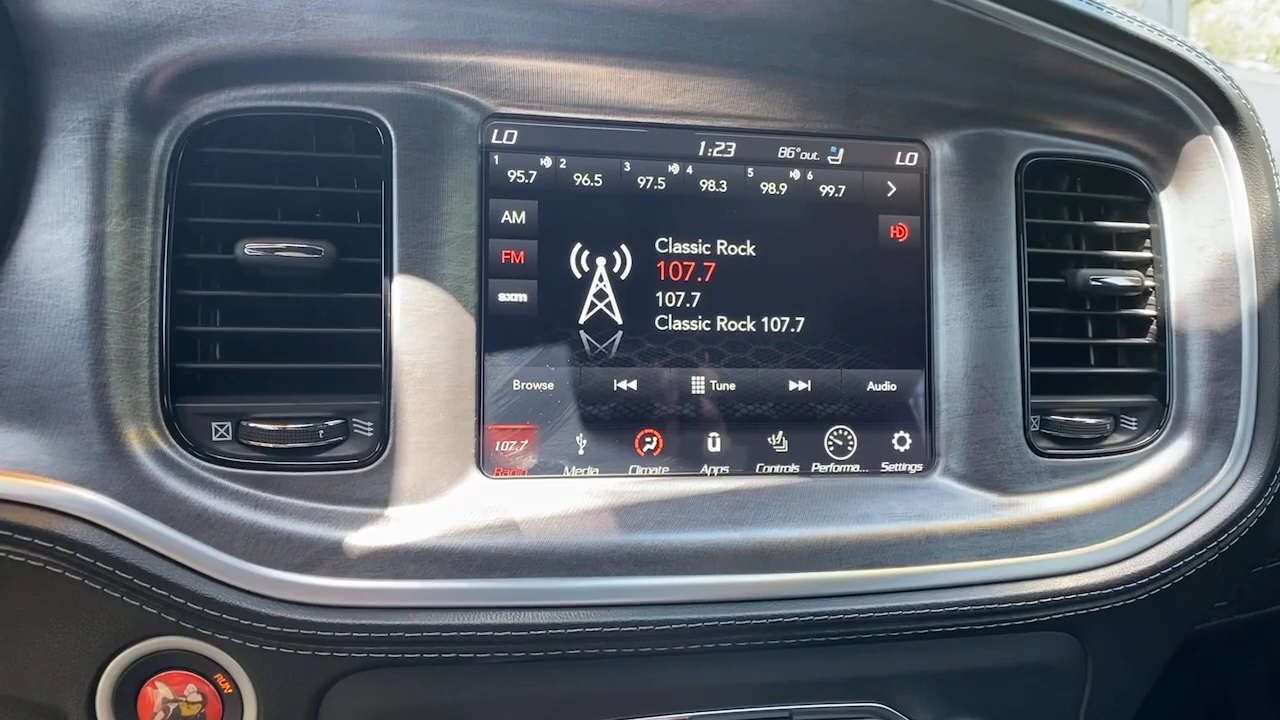 LO 1:23 86°out. LO
1 95.7 2 96.5 3 97.5 4 98.3 5 98.9 6 99.7
AM
FM
sxm
HD
Classic Rock
107.7
107.7
Classic Rock 107.7
Browse Tune Audio
107.7
Radio Media Climate Apps Controls Performa... Settings
RUN